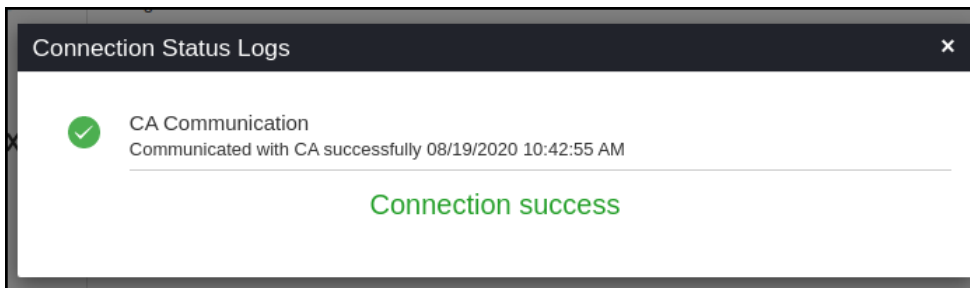 Connection Status Logs
CA Communication
Communicated with CA successfully 08/19/2020 10:42:55 AM
Connection success